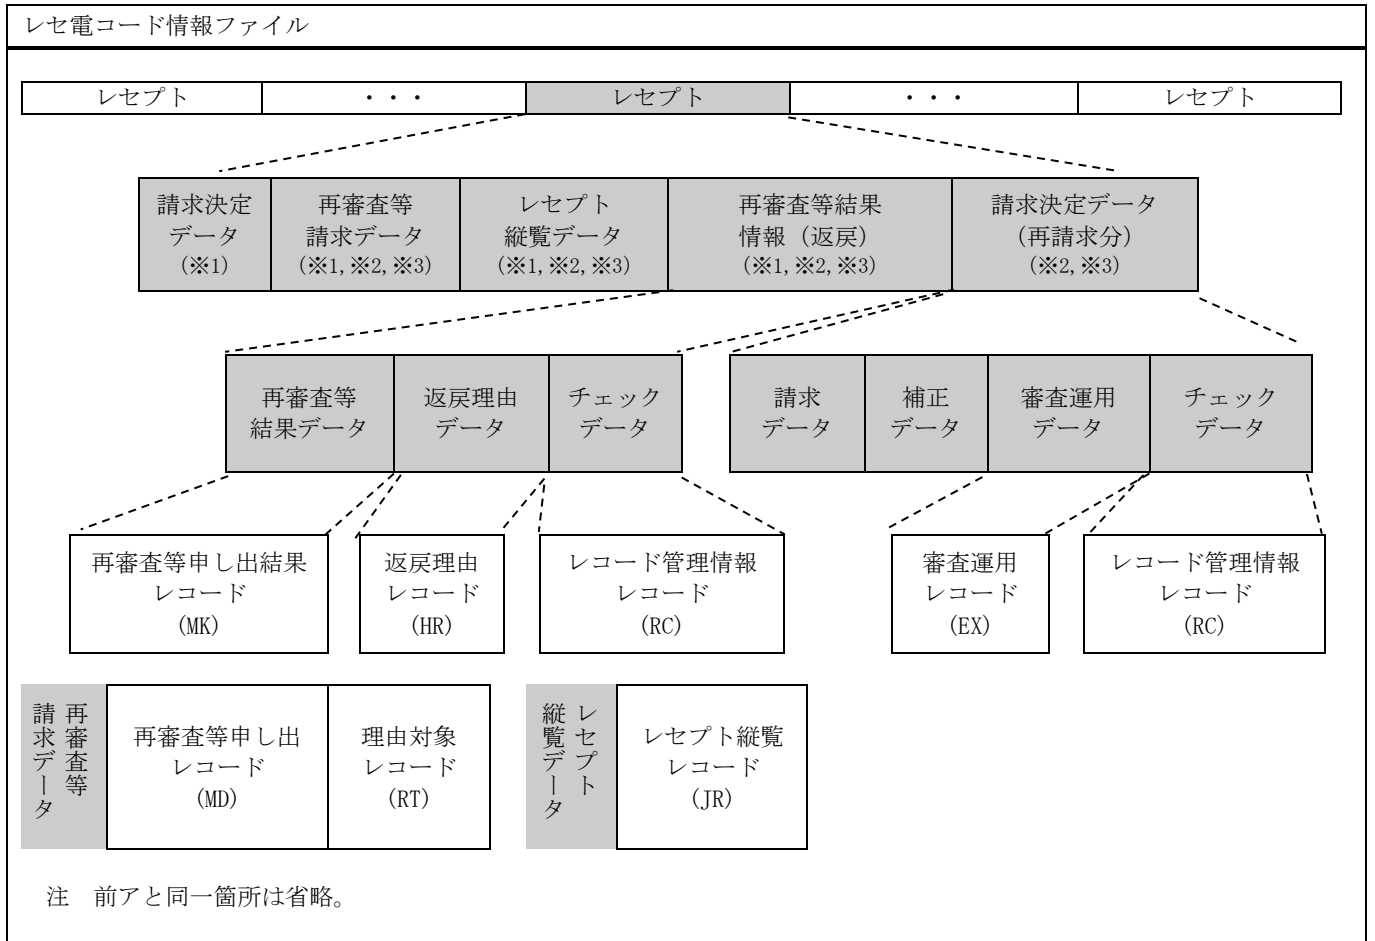 レセ電コード情報ファイル
レセプト
・・・
レセプト
・・・
レセプト
請求決定
データ
(※1)
再審査等
請求データ
(※1,※2,※3)
レセプト
縦覧データ
(※1,※2,※3)
再審査等結果
情報（返戻）
(※1,※2,※3)
請求決定データ
(再請求分)
(※2,※3)
再審査等
結果データ
返戻理由
データ
チェック
データ
請求
データ
補正
データ
審査運用
データ
チェック
データ
再審査等申し出結果
レコード
(MK)
返戻理由
レコード
(HR)
レコード管理情報
レコード
(RC)
審査運用
レコード
(EX)
レコード管理情報
レコード
(RC)
再審査等
請求データ
再審査等申し出
レコード
(MD)
理由対象
レコード
(RT)
レセプト
縦覧データ
レセプト縦覧
レコード
(JR)
注　前アと同一箇所は省略。